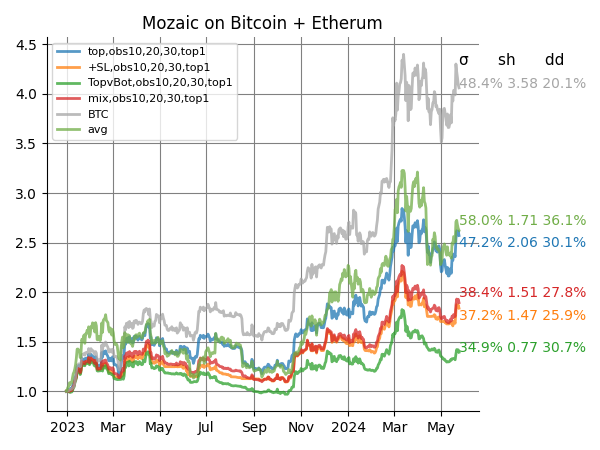 Mozaic on Bitcoin + Etherum
4.5
4.0
3.5
3.0
2.5
2.0
1.5
1.0
top,obs10,20,30,top1
+SL,obs10,20,30,top1
TopvBot,obs10,20,30,top1
mix,obs10,20,30,top1
BTC
avg
σ sh dd
48.4% 3.58 20.1%
58.0% 1.71 36.1%
47.2% 2.06 30.1%
38.4% 1.51 27.8%
37.2% 1.47 25.9%
34.9% 0.77 30.7%
2023 Mar May Jul Sep Nov 2024 Mar May